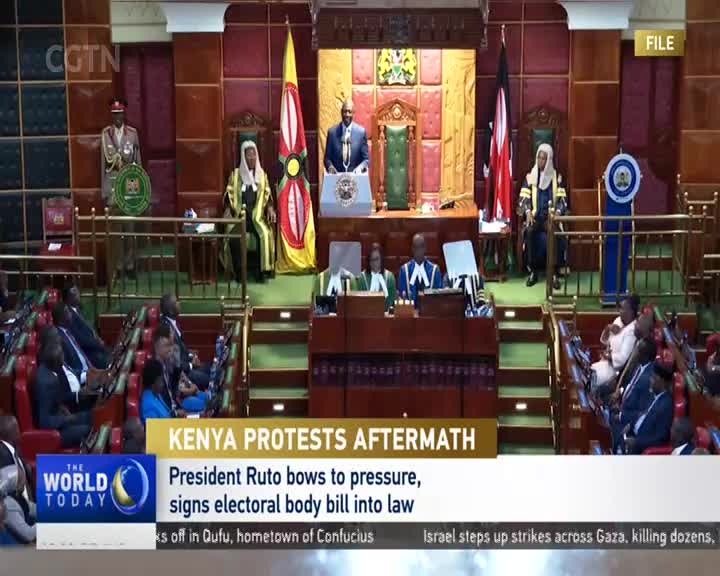 CGTN
FILE
KENYA PROTESTS AFTERMATH
THE
WORLD
TODAY
President Ruto bows to pressure,
signs electoral body bill into law
ks off in Qufu, hometown of Confucius Israel steps up strikes across Gaza, killing dozens,